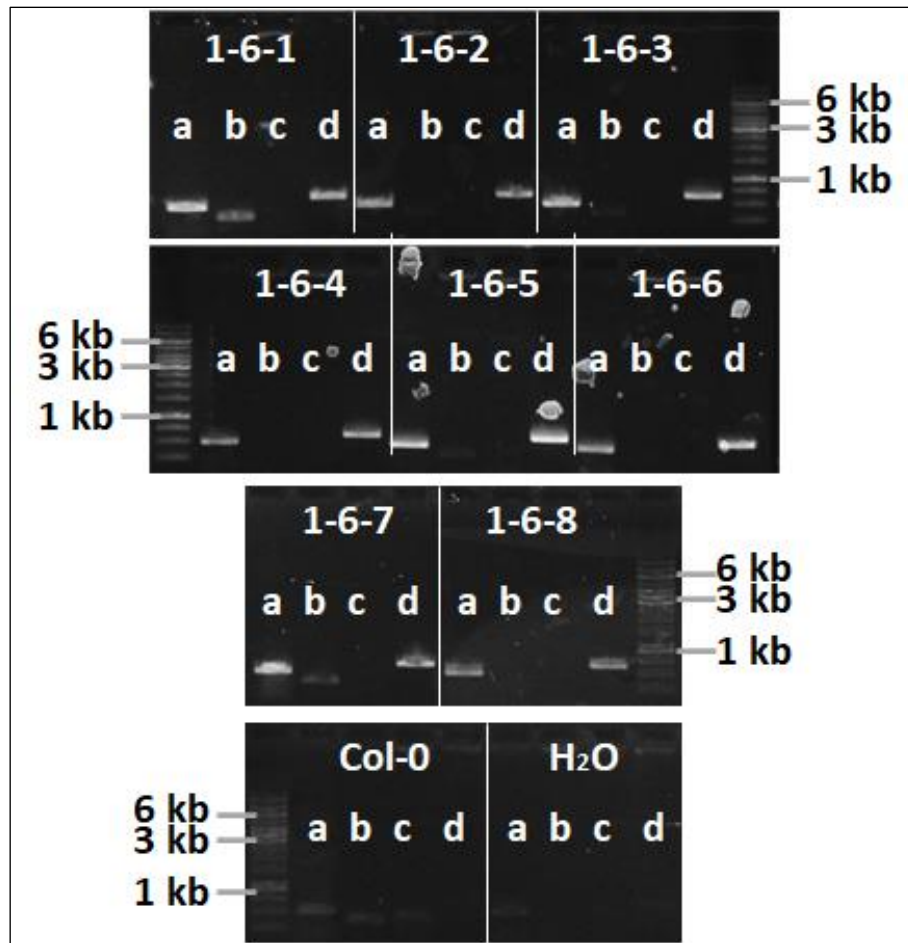 1-6-1 1-6-2 1-6-3
a b c d a b c d a b c d
6 kb
3 kb
1 kb
1-6-4 1-6-5 1-6-6
a b c d a b c d a b c d
6 kb
3 kb
1 kb
1-6-7 1-6-8
a b c d a b c d
6 kb
3 kb
1 kb
Col-0 H₂O
a b c d a b c d
6 kb
3 kb
1 kb